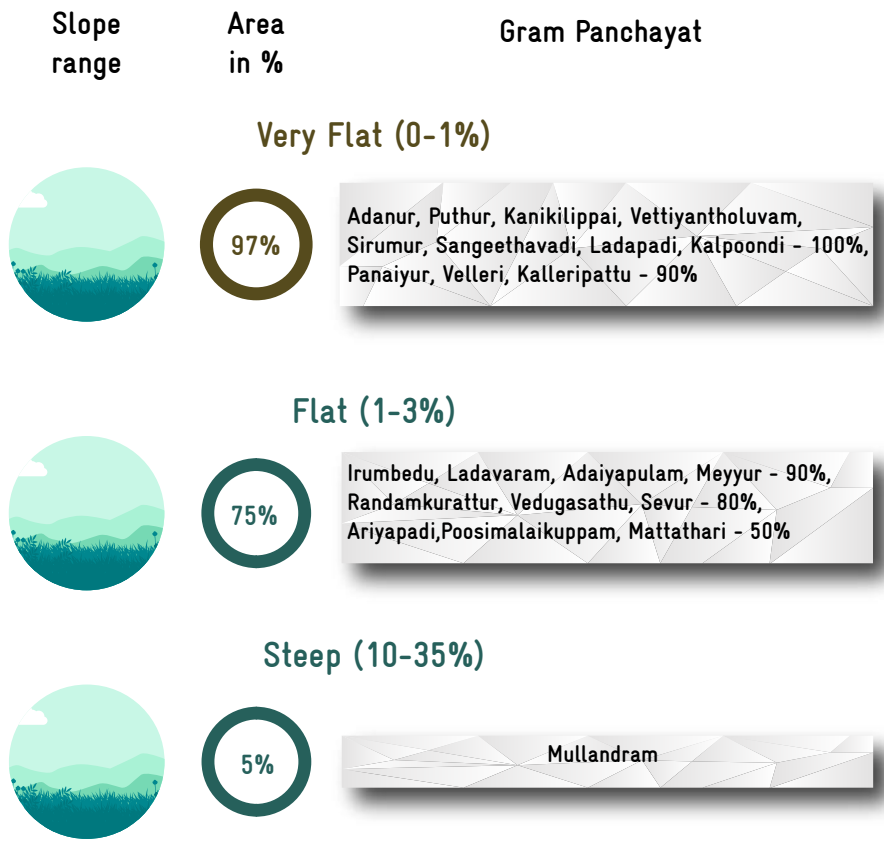 Slope
range
Area
in %
Gram Panchayat
Very Flat (0-1%)
97%
Adanur, Puthur, Kanikilippai, Vettiyantholuvam,
Sirumur, Sangeethavadi, Ladapadi, Kalpoondi - 100%,
Panaiyur, Velleri, Kalleripattu - 90%
Flat (1-3%)
75%
Irumbedu, Ladavaram, Adaiyapulam, Meyyur - 90%,
Randamkurattur, Vedugasathu, Sevur - 80%,
Ariyapadi,Poosimalaikuppam, Mattathari - 50%
Steep (10-35%)
5%
Mullandram